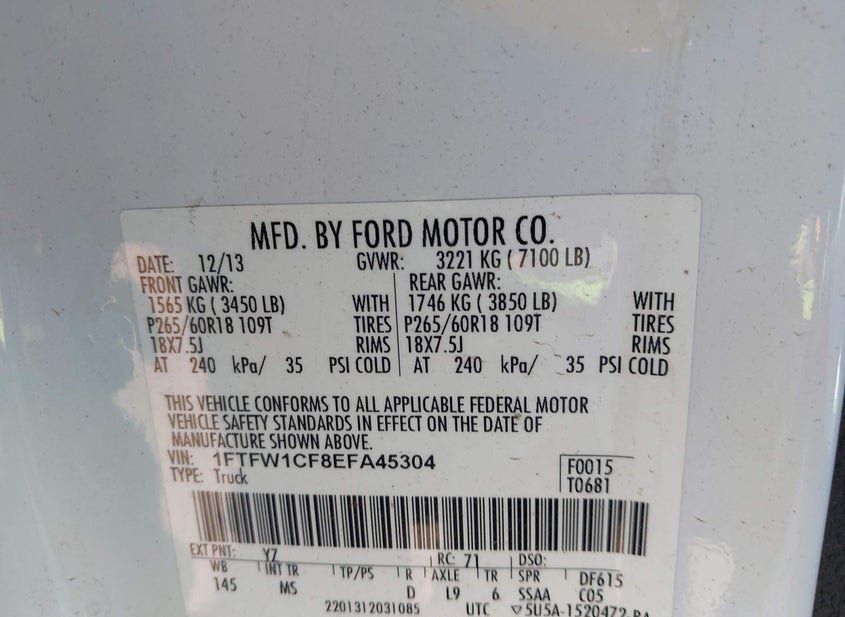 MFD. BY FORD MOTOR CO.
DATE: 12/13 GVWR: 3221 KG ( 7100 LB)
FRONT GAWR: REAR GAWR:
1565 KG ( 3450 LB) WITH 1746 KG ( 3850 LB) WITH
P265/60R18 109T TIRES P265/60R18 109T TIRES
18X7.5J RIMS 18X7.5J RIMS
AT 240 kPa/ 35 PSI COLD AT 240 kPa/ 35 PSI COLD
THIS VEHICLE CONFORMS TO ALL APPLICABLE FEDERAL MOTOR
VEHICLE SAFETY STANDARDS IN EFFECT ON THE DATE OF
MANUFACTURE SHOWN ABOVE.
VIN: 1FTFW1CF8EFA45304 F0015
TYPE: Truck T0681
EXT PNT: YZ RC: 71 DSO:
WB INT TR TP/PS R AXLE TR SPR DF615
145 MS D L9 6 SSAA C05
2201312031085 UTC 5U5A-1520472-